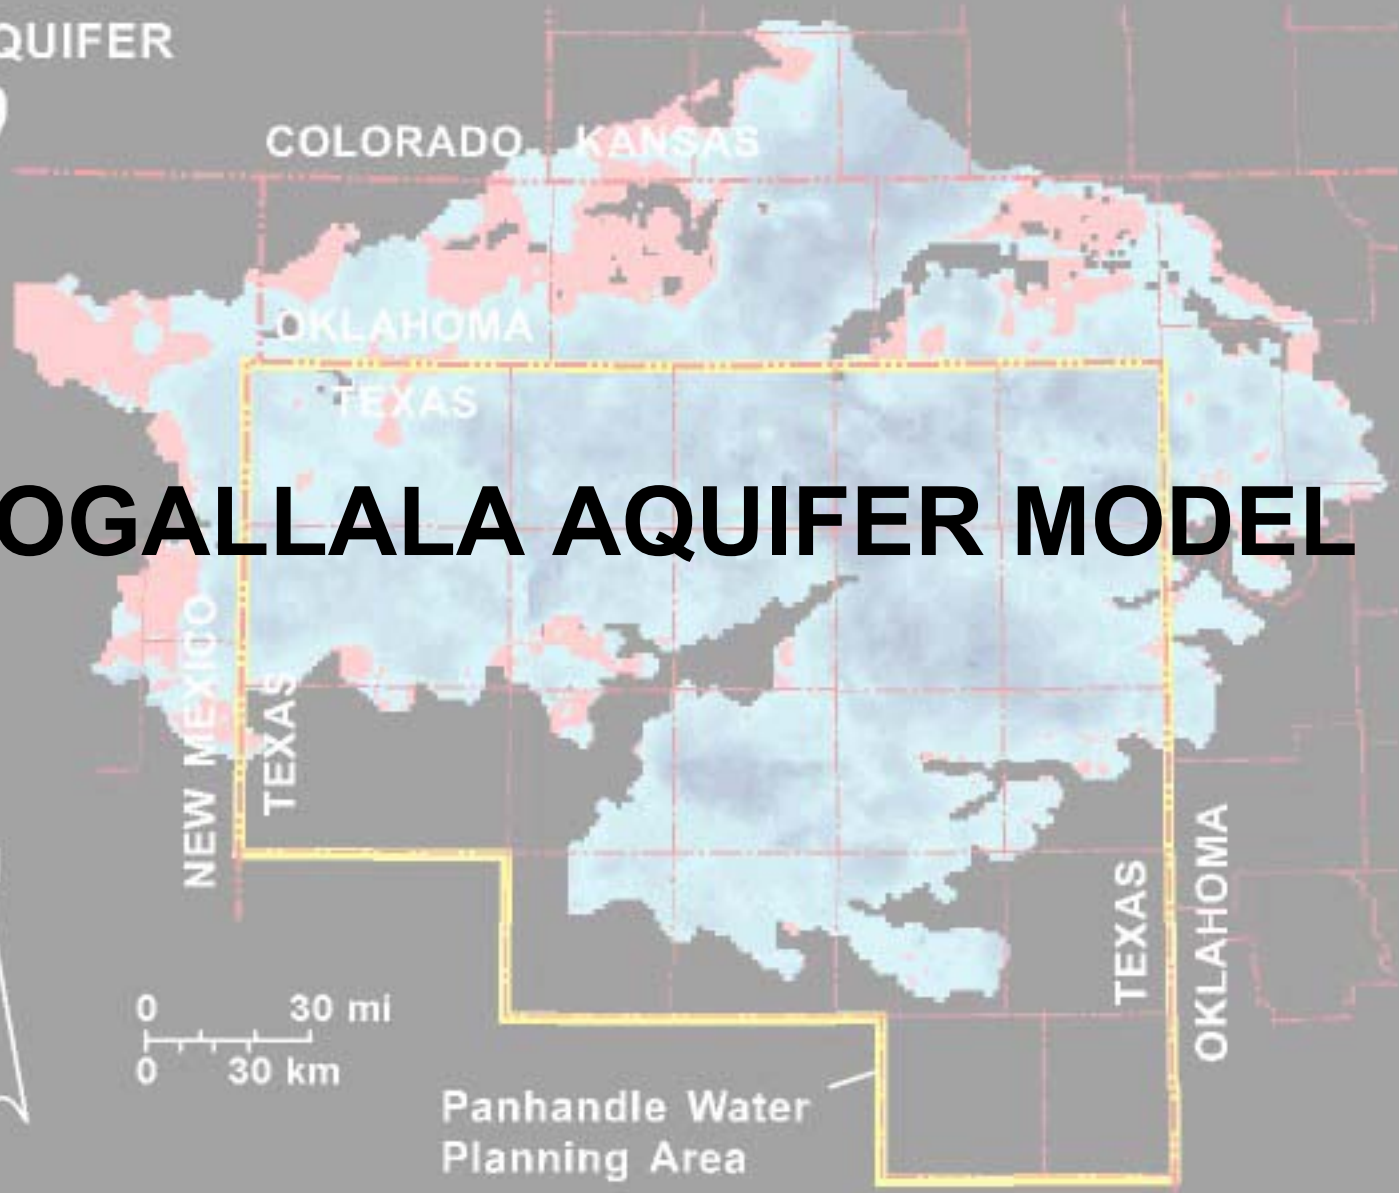 QUIFER
COLORADO KANSAS
OKLAHOMA
TEXAS
OGALLALA AQUIFER MODEL
NEW MEXICO
TEXAS
TEXAS
OKLAHOMA
0 30 mi
0 30 km
Panhandle Water
Planning Area